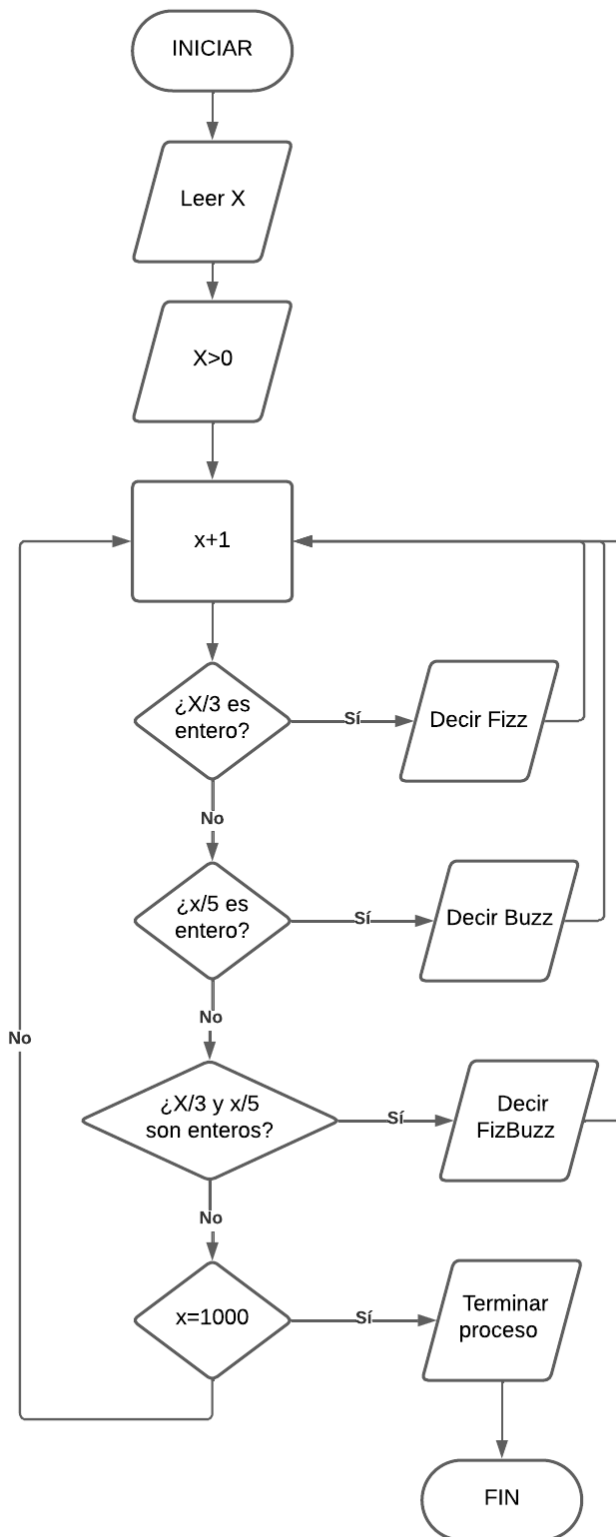 INICIAR
Leer X
X>0
x+1
¿X/3 es
entero?
Sí
Decir Fizz
No
¿x/5 es
entero?
Sí
Decir Buzz
No
No
¿X/3 y x/5
son enteros?
Sí
Decir
FizBuzz
No
x=1000
Sí
Terminar
proceso
FIN